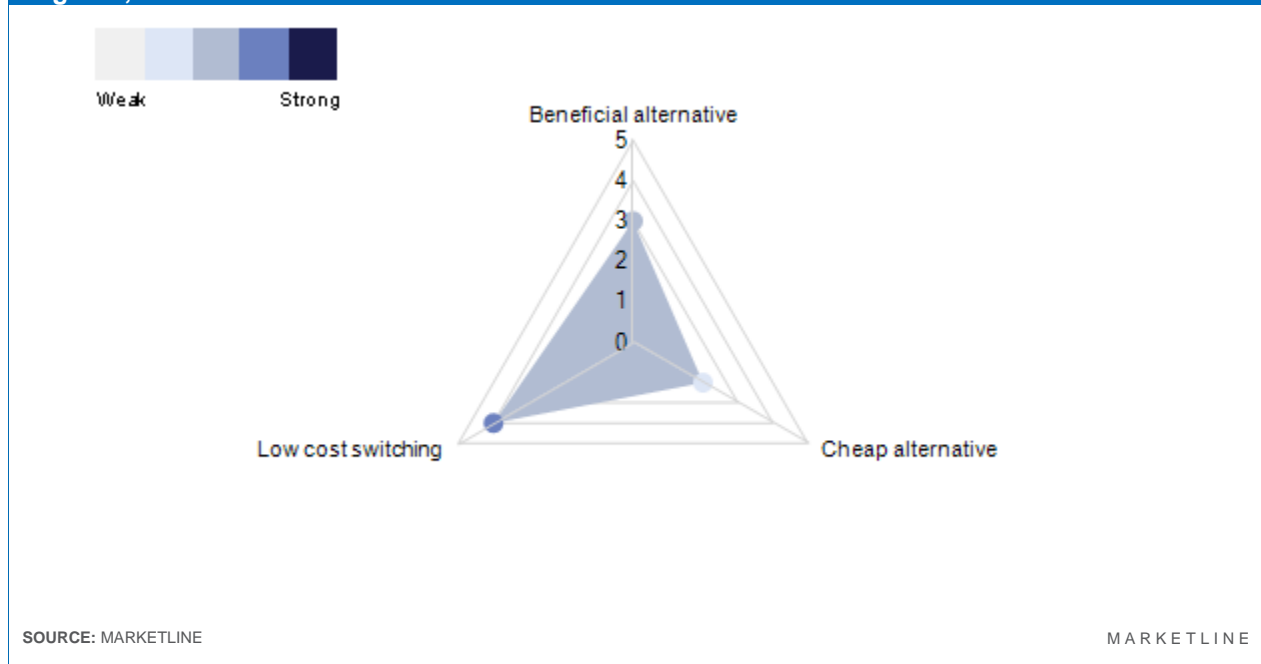 Weak Strong
Beneficial alternative
5
4
3
2
1
0
Low cost switching
Cheap alternative
SOURCE: MARKETLINE
MARKETLINE